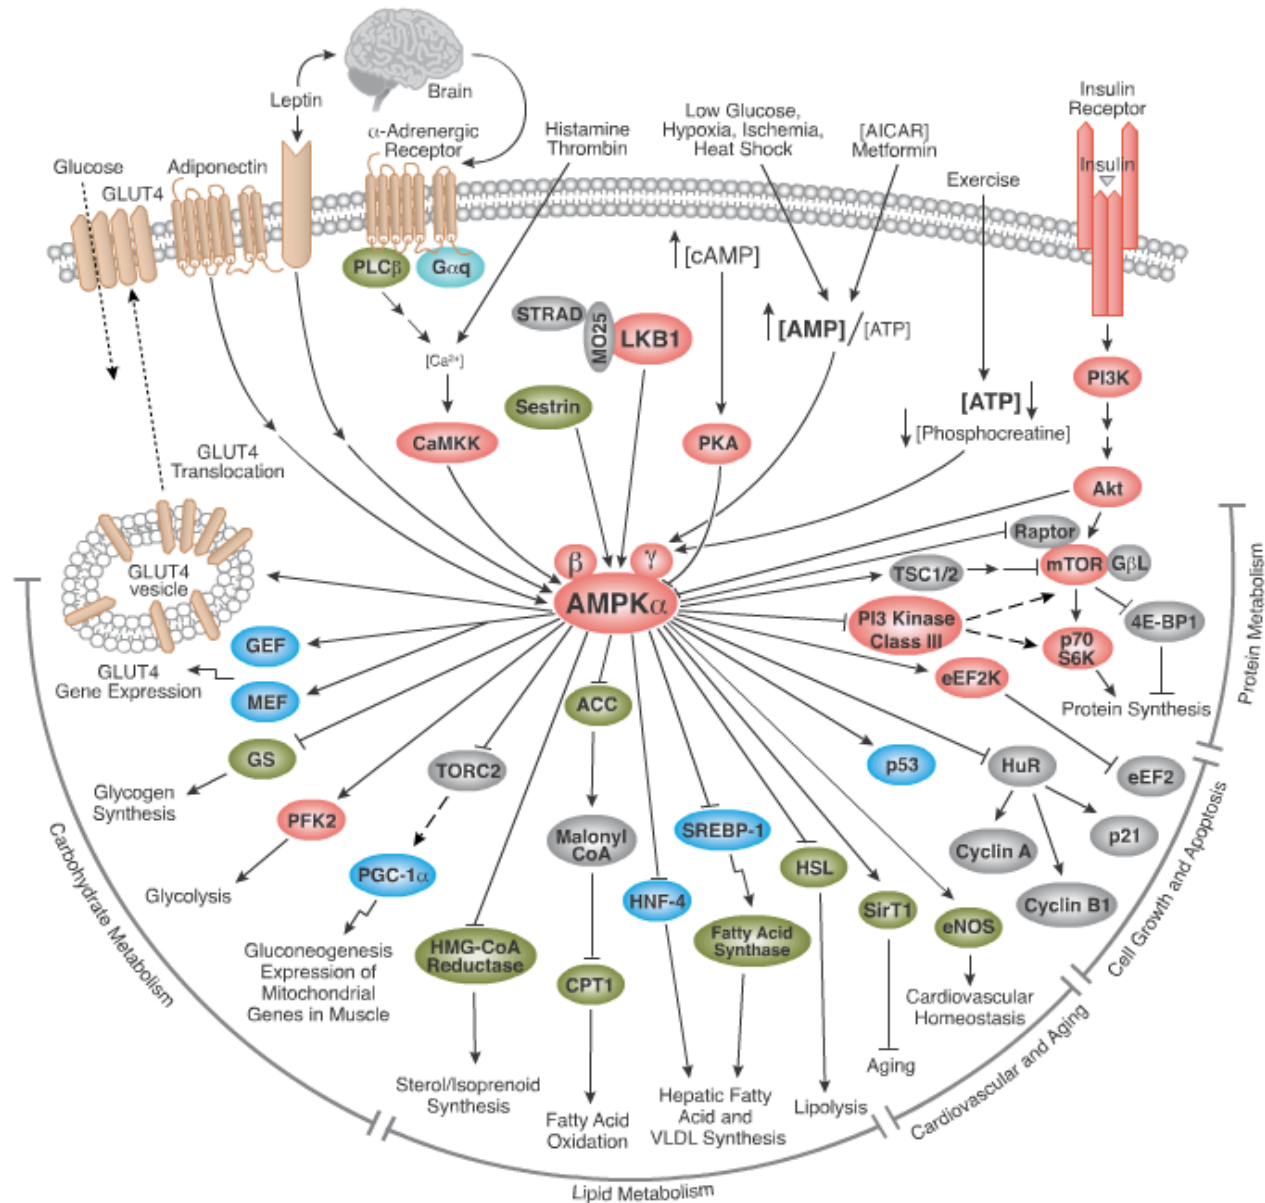 Brain
Leptin
Insulin
Receptor
Low Glucose,
Hypoxia, Ischemia,
Heat Shock
[AICAR]
Metformin
Histamine
Thrombin
α-Adrenergic
Receptor
Glucose
Adiponectin
GLUT4
Insulin
Exercise
PLCβ
Gαq
[cAMP]
STRAD
MO25
LKB1
[AMP]/[ATP]
[Ca²⁺]
PI3K
Sestrin
[ATP]
[Phosphocreatine]
CaMKK
PKA
GLUT4
Translocation
Akt
Raptor
β
γ
mTOR
GβL
TSC1/2
GLUT4
vesicle
AMPKα
PI3 Kinase
Class III
4E-BP1
p70
S6K
GEF
GLUT4
Gene Expression
MEF
eEF2K
Protein Synthesis
ACC
GS
TORC2
p53
HuR
eEF2
Glycogen
Synthesis
PFK2
Malonyl
CoA
SREBP-1
Cyclin A
p21
Glycolysis
PGC-1α
HSL
HNF-4
SirT1
eNOS
Cyclin B1
Gluconeogenesis
Expression of
Mitochondrial
Genes in Muscle
HMG-CoA
Reductase
Fatty Acid
Synthase
CPT1
Cardiovascular
Homeostasis
Aging
Sterol/Isoprenoid
Synthesis
Fatty Acid
Oxidation
Hepatic Fatty
Acid and
VLDL Synthesis
Lipolysis
Carbohydrate Metabolism
Lipid Metabolism
Cardiovascular and Aging
Cell Growth and Apoptosis
Protein Metabolism